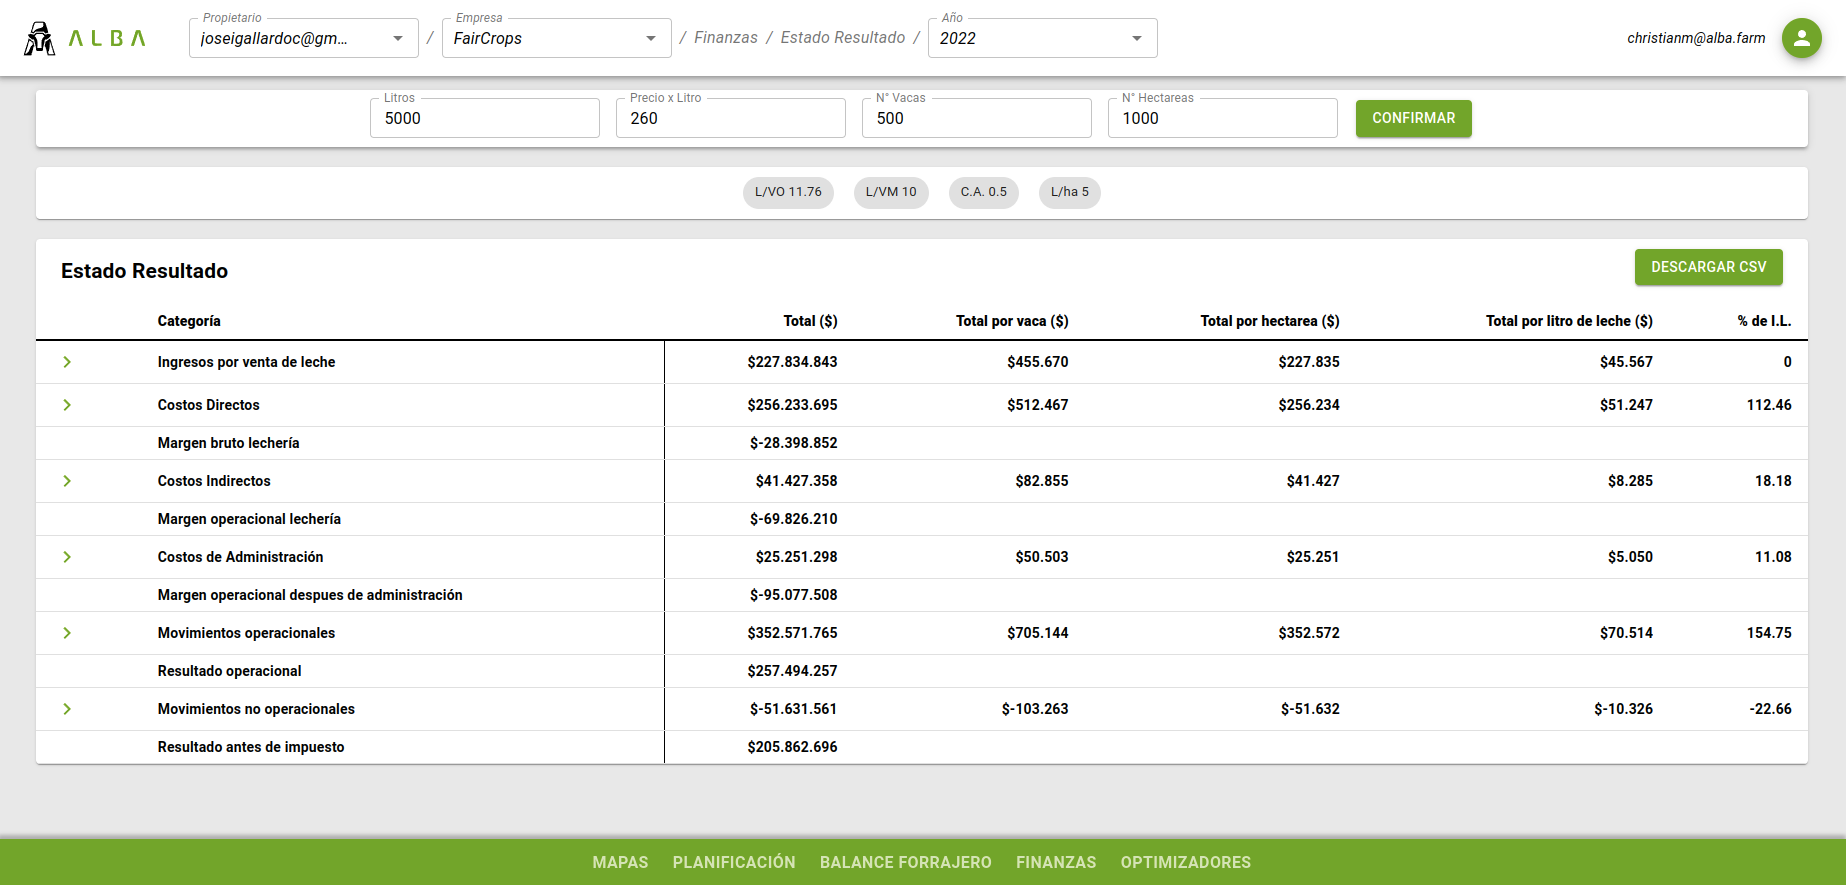 ALBA
Propietario
joseigallardoc@gm...
/
Empresa
FairCrops
/ Finanzas / Estado Resultado /
Año
2022
christianm@alba.farm
Litros
5000
Precio x Litro
260
N° Vacas
500
N° Hectareas
1000
CONFIRMAR
L/VO 11.76 L/VM 10 C.A. 0.5 L/ha 5
Estado Resultado
DESCARGAR CSV
Categoría Total ($) Total por vaca ($) Total por hectarea ($) Total por litro de leche ($) % de I.L.
Ingresos por venta de leche $227.834.843 $455.670 $227.835 $45.567 0
Costos Directos $256.233.695 $512.467 $256.234 $51.247 112.46
Margen bruto lechería $-28.398.852
Costos Indirectos $41.427.358 $82.855 $41.427 $8.285 18.18
Margen operacional lechería $-69.826.210
Costos de Administración $25.251.298 $50.503 $25.251 $5.050 11.08
Margen operacional despues de administración $-95.077.508
Movimientos operacionales $352.571.765 $705.144 $352.572 $70.514 154.75
Resultado operacional $257.494.257
Movimientos no operacionales $-51.631.561 $-103.263 $-51.632 $-10.326 -22.66
Resultado antes de impuesto $205.862.696
MAPAS PLANIFICACIÓN BALANCE FORRAJERO FINANZAS OPTIMIZADORES